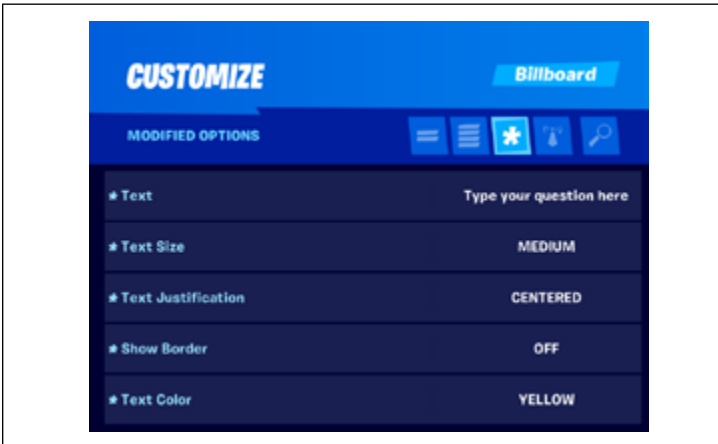 CUSTOMIZE
Billboard
MODIFIED OPTIONS
* Text Type your question here
* Text Size MEDIUM
* Text Justification CENTERED
* Show Border OFF
* Text Color YELLOW